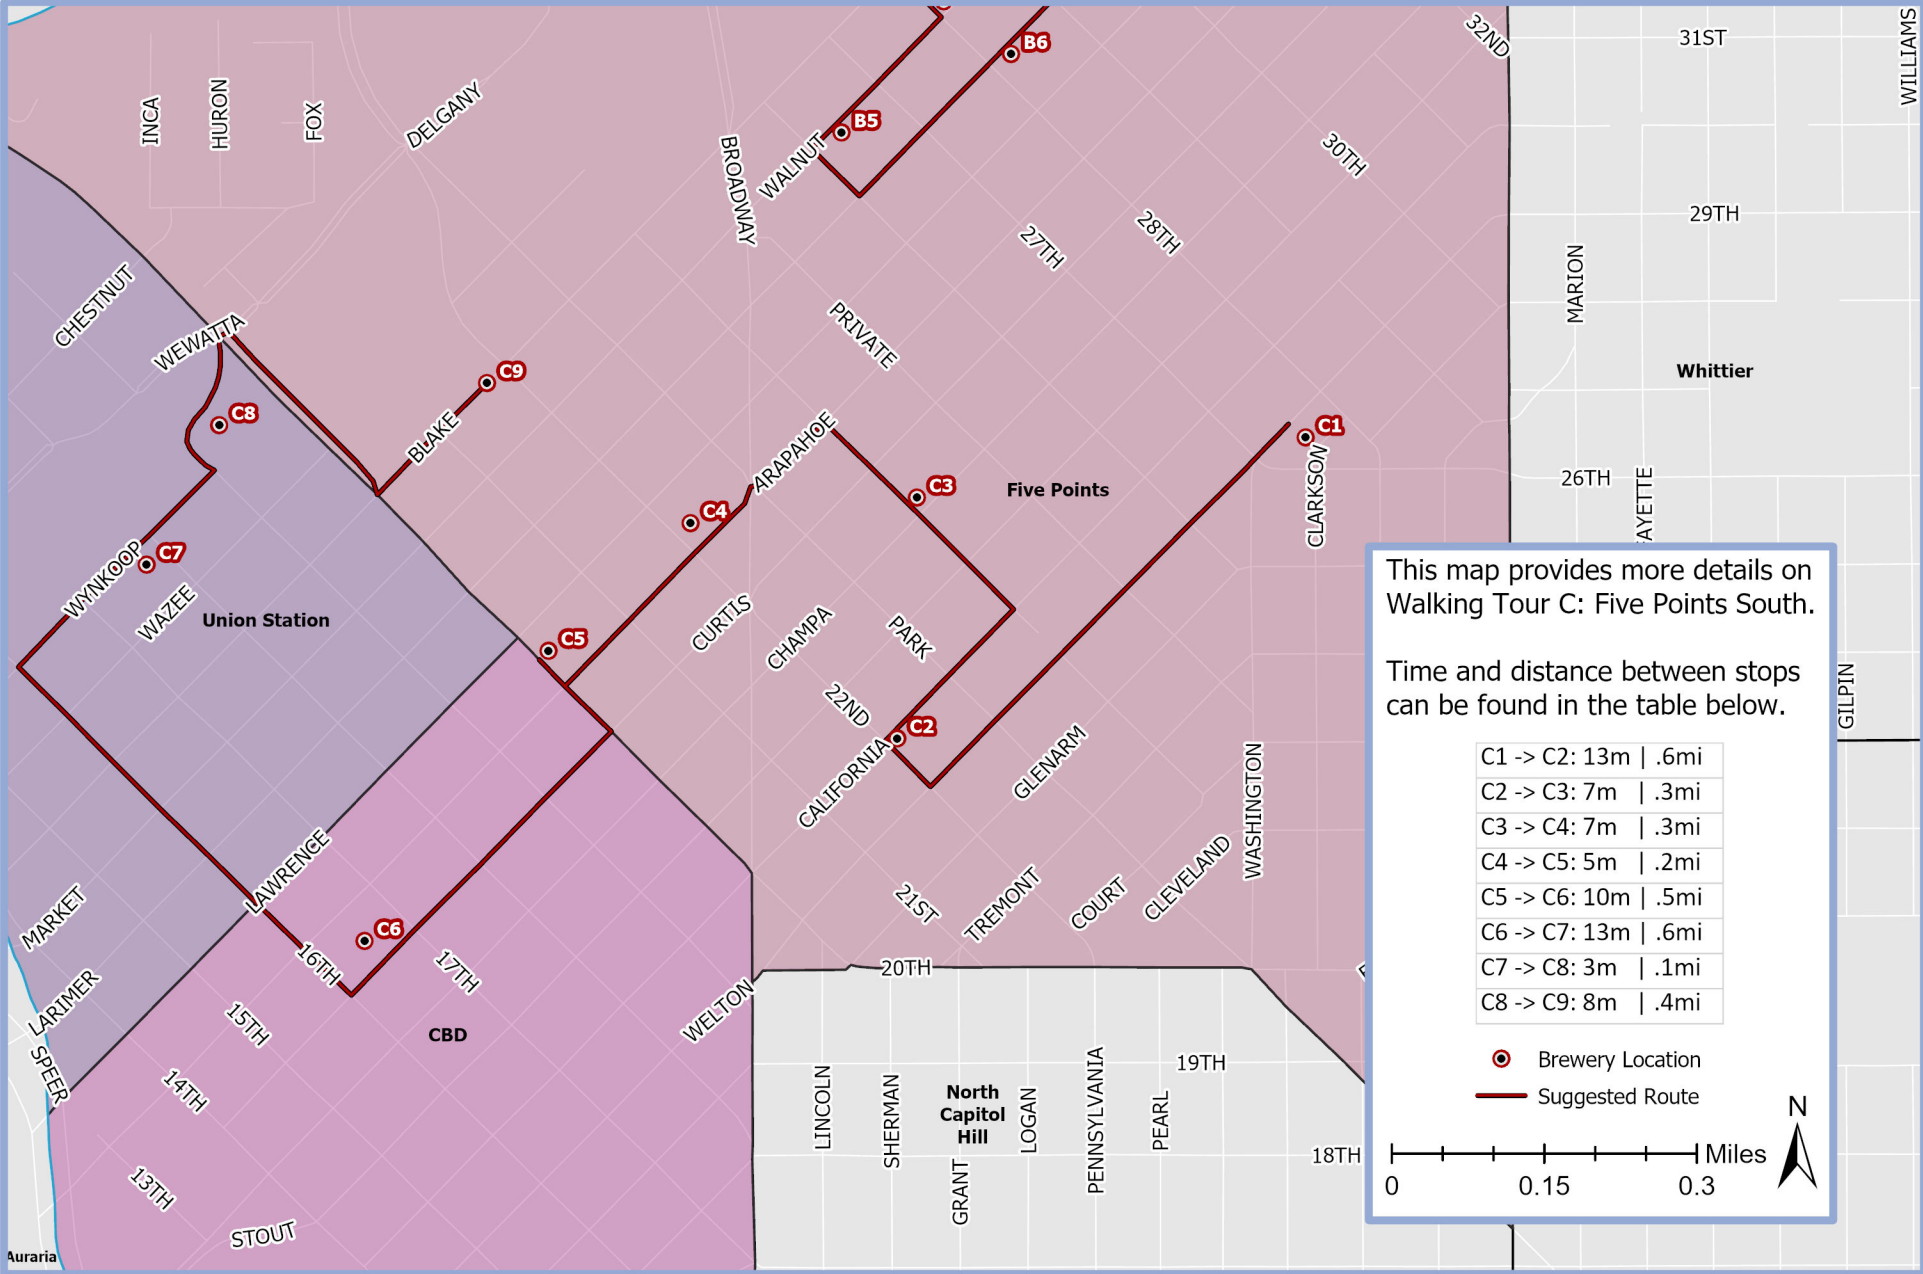 32ND
31ST
WILLIAMS
B6
INCA
HURON
FOX
DELGANY
B5
BROADWAY
WALNUT
30TH
29TH
27TH
28TH
MARION
CHESTNUT
WEWATTA
PRIVATE
Whittier
C9
C8
BLAKE
ARAPAHOE
C1
CLARKSON
26TH
C3
Five Points
C4
AYETTE
WYNKOOP
C7
WAZEE
Union Station
C5
CURTIS
CHAMPA
PARK
22ND
C2
CALIFORNIA
GLENARM
WASHINGTON
GILPIN
LAWRENCE
MARKET
C6
16TH
17TH
21ST
TREMONT
COURT
CLEVELAND
20TH
LARIMER
SPEER
15TH
CBD
WELTON
14TH
13TH
STOUT
Auraria
LINCOLN
SHERMAN
North
Capitol
Hill
GRANT
LOGAN
PENNSYLVANIA
PEARL
19TH
18TH
This map provides more details on
Walking Tour C: Five Points South.
Time and distance between stops
can be found in the table below.
C1 -> C2: 13m | .6mi
C2 -> C3: 7m | .3mi
C3 -> C4: 7m | .3mi
C4 -> C5: 5m | .2mi
C5 -> C6: 10m | .5mi
C6 -> C7: 13m | .6mi
C7 -> C8: 3m | .1mi
C8 -> C9: 8m | .4mi
Brewery Location
Suggested Route
N
Miles
0 0.15 0.3